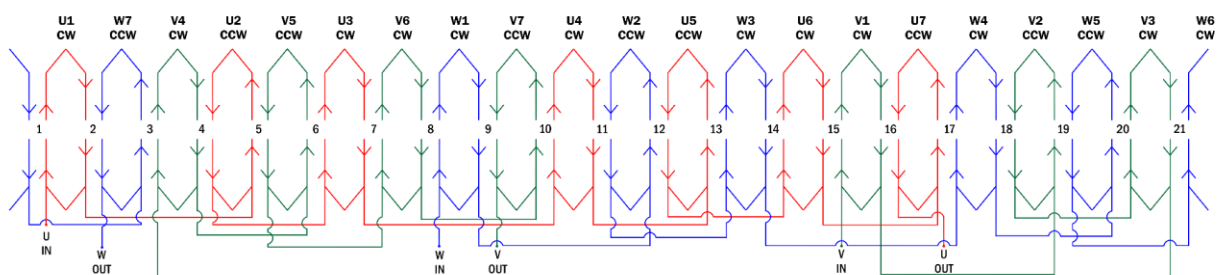 U1 W7 V4 U2 V5 U3 V6 W1 V7 U4 W2 U5 W3 U6 V1 U7 W4 V2 W5 V3 W6
CW CCW CW CCW CCW CW CW CW CCW CW CCW CCW CW CW CW CCW CW CCW CCW CW CW
1 2 3 4 5 6 7 8 9 10 11 12 13 14 15 16 17 18 19 20 21
U W W V V U
IN OUT IN OUT IN OUT